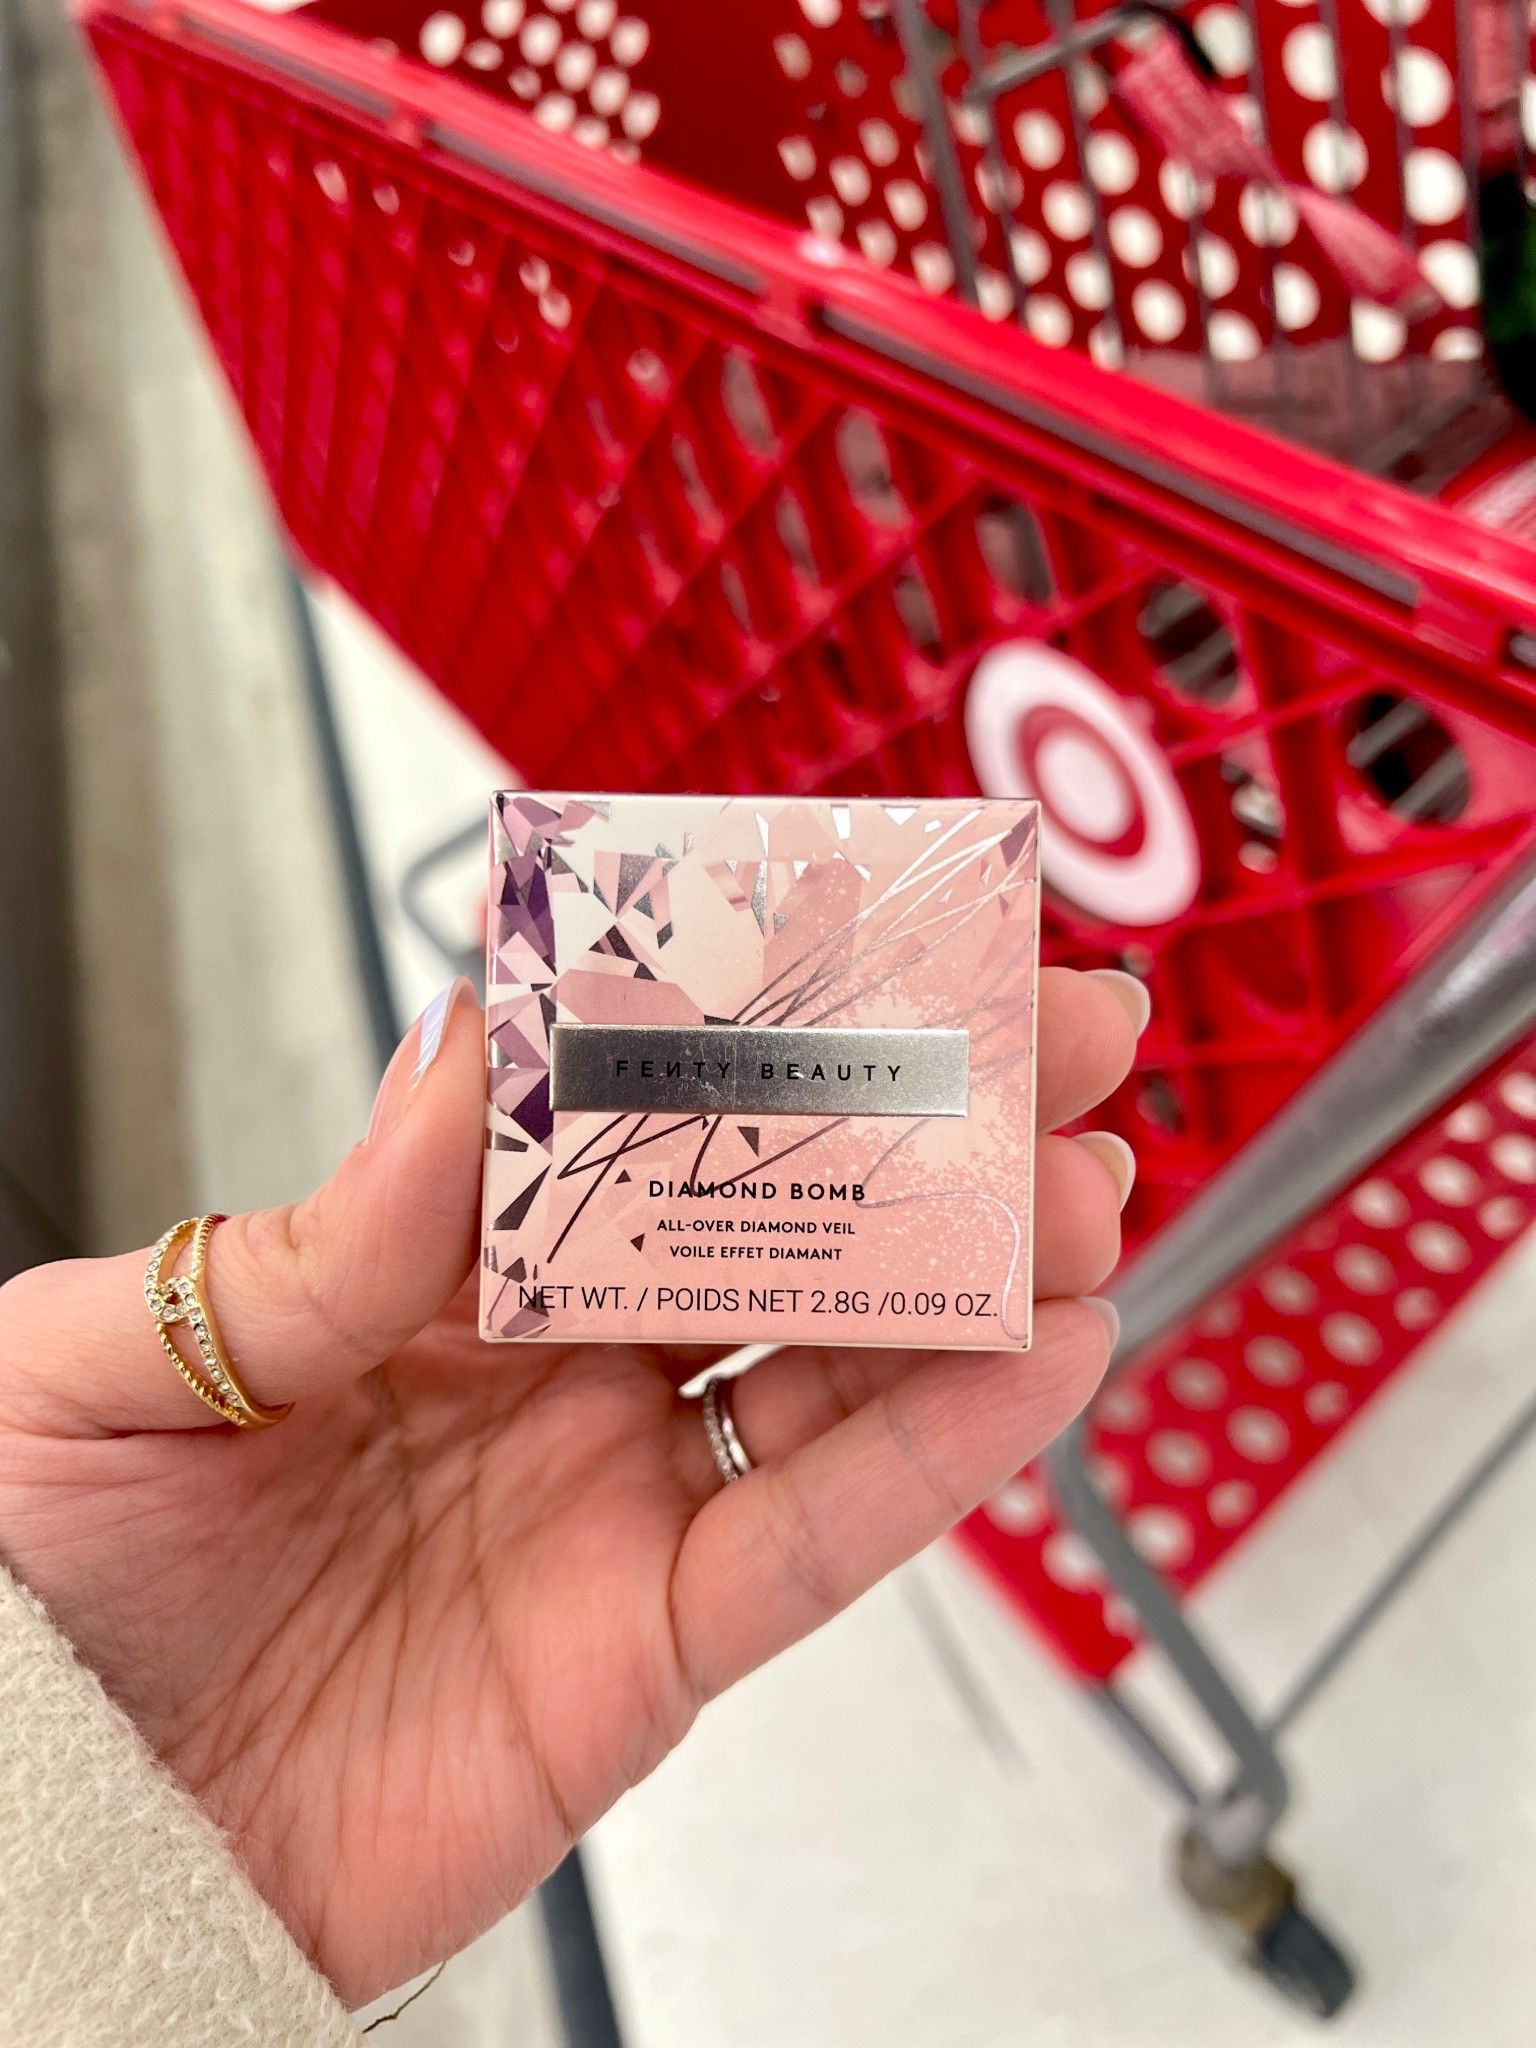 FEИTY BEAUTY
DIAMOND BOMB
ALL-OVER DIAMOND VEIL
VOILE EFFET DIAMANT
NET WT. / POIDS NET 2.8G /0.09 OZ.